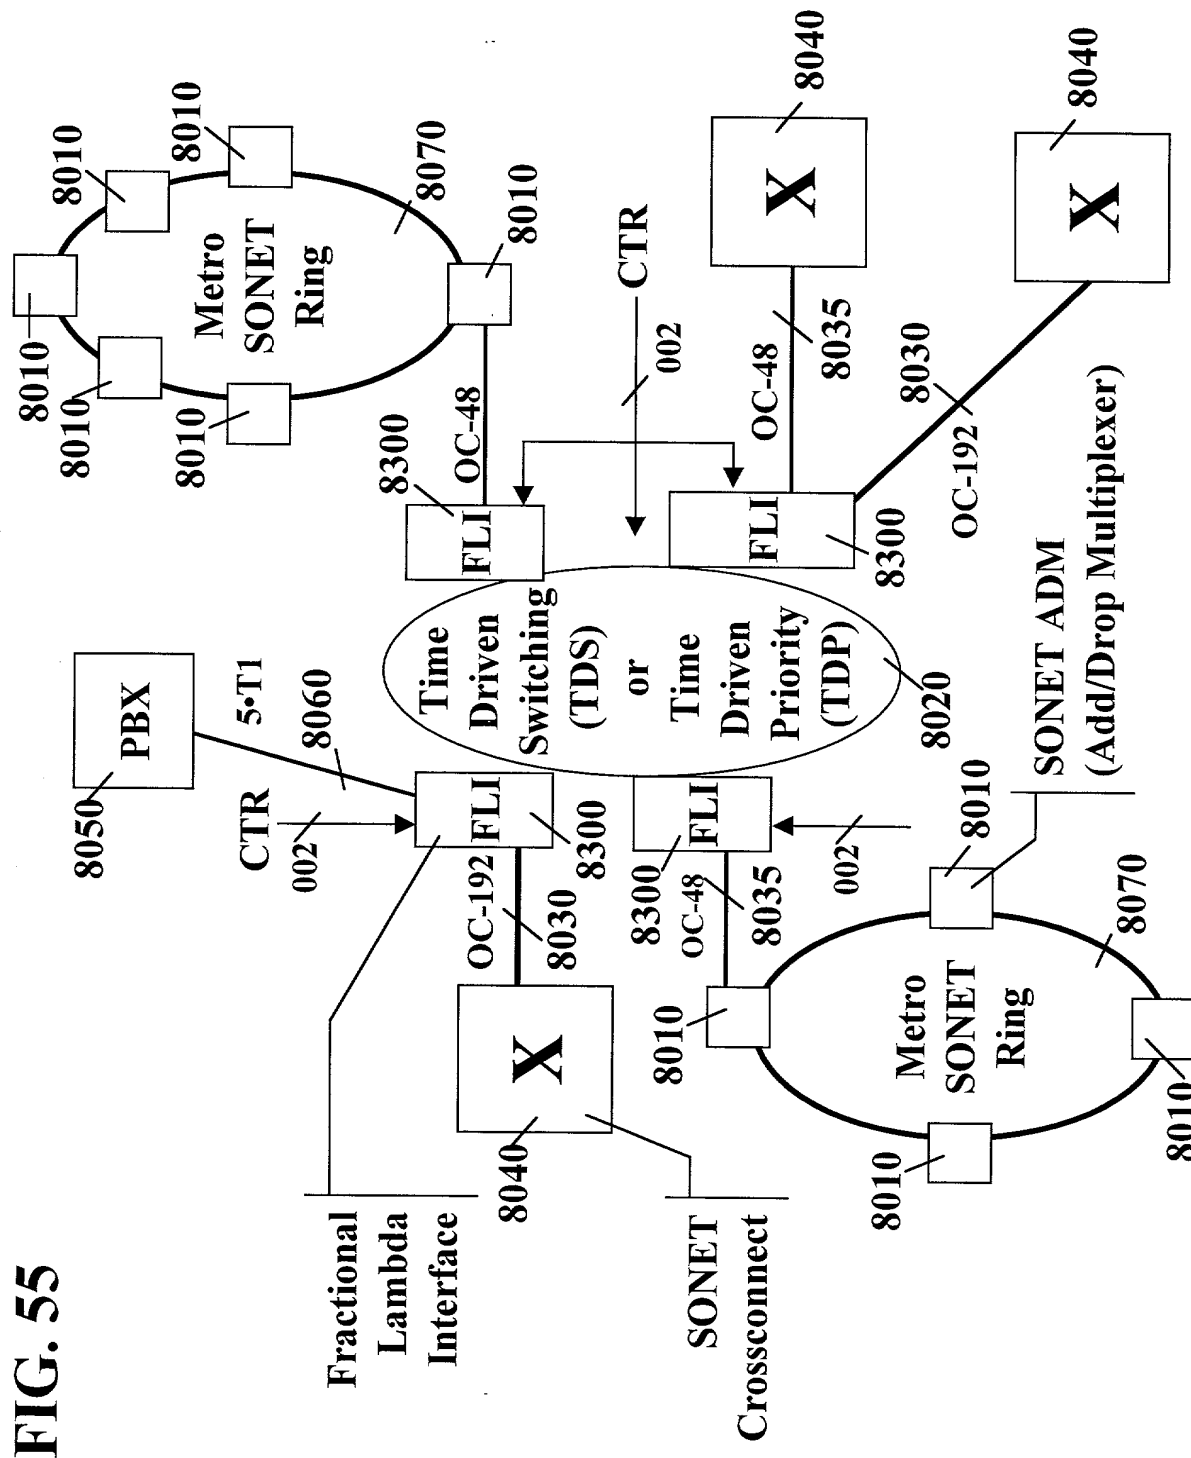 FIG. 55
Fractional
Lambda
Interface
SONET
Crossconnect
8050
PBX
5•T1
8060
CTR
002
FLI
8300
OC-192
8030
X
8040
8300
FLI
OC-48
8035
002
8010
8010
8010
8010
Metro
SONET
Ring
8070
SONET ADM
(Add/Drop Multiplexer)
Time
Driven
Switching
(TDS)
or
Time
Driven
Priority
(TDP)
8020
8300
FLI
OC-48
8010
8010
8010
8010
8010
8010
Metro
SONET
Ring
8070
CTR
002
FLI
8300
OC-48
8035
X
8040
OC-192
8030
X
8040